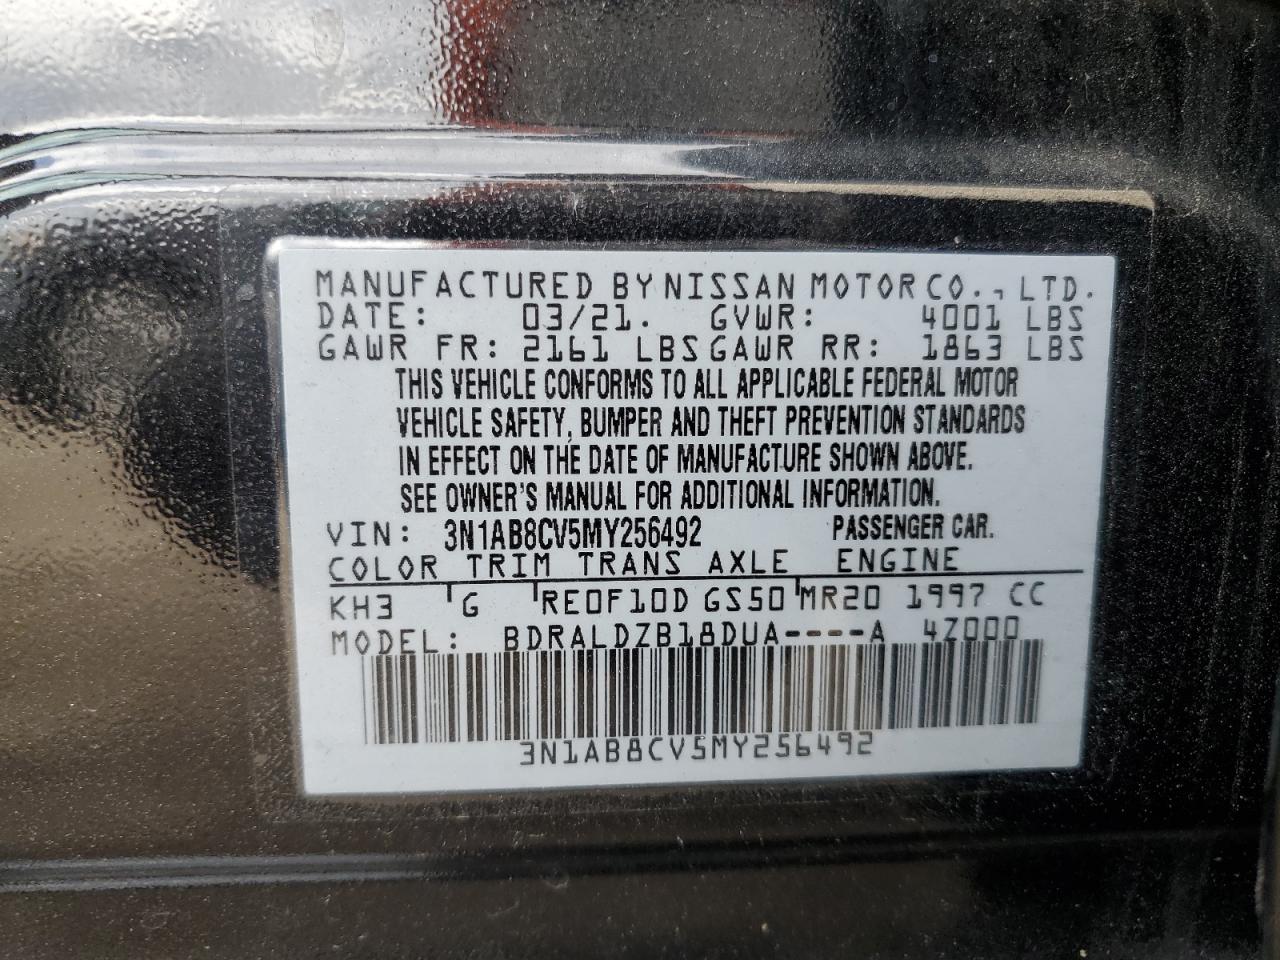 MANUFACTURED BY NISSAN MOTOR CO., LTD.
DATE: 03/21. GVWR: 4001 LBS
GAWR FR: 2161 LBS GAWR RR: 1863 LBS
THIS VEHICLE CONFORMS TO ALL APPLICABLE FEDERAL MOTOR
VEHICLE SAFETY, BUMPER AND THEFT PREVENTION STANDARDS
IN EFFECT ON THE DATE OF MANUFACTURE SHOWN ABOVE.
SEE OWNER'S MANUAL FOR ADDITIONAL INFORMATION.
VIN: 3N1AB8CV5MY256492 PASSENGER CAR.
COLOR TRIM TRANS AXLE ENGINE
KH3 G RE0F10D GS50 MR20 1997 CC
MODEL: BDRALDZB18DUA----A 4Z000
3N1AB8CV5MY256492